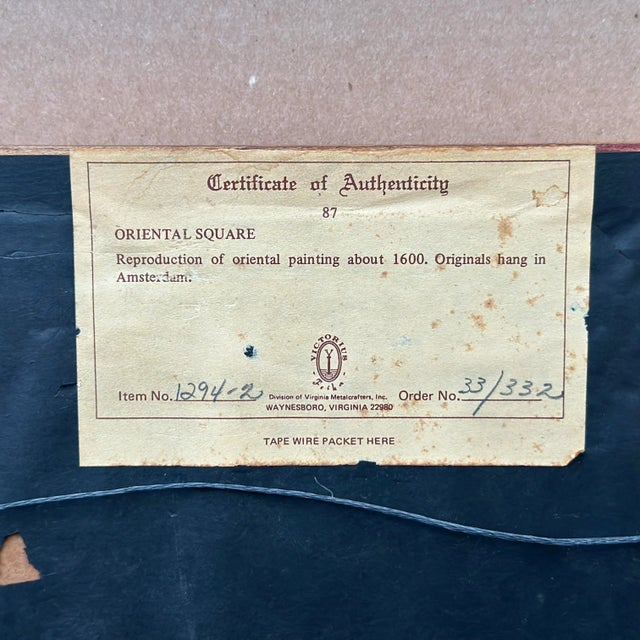 Certificate of Authenticity
87
ORIENTAL SQUARE
Reproduction of oriental painting about 1600. Originals hang in
Amsterdam.
VICTORIUS
Item No. 1294-2
Division of Virginia Metalcrafters, Inc.
WAYNESBORO, VIRGINIA 22980
Order No. 33/332
TAPE WIRE PACKET HERE